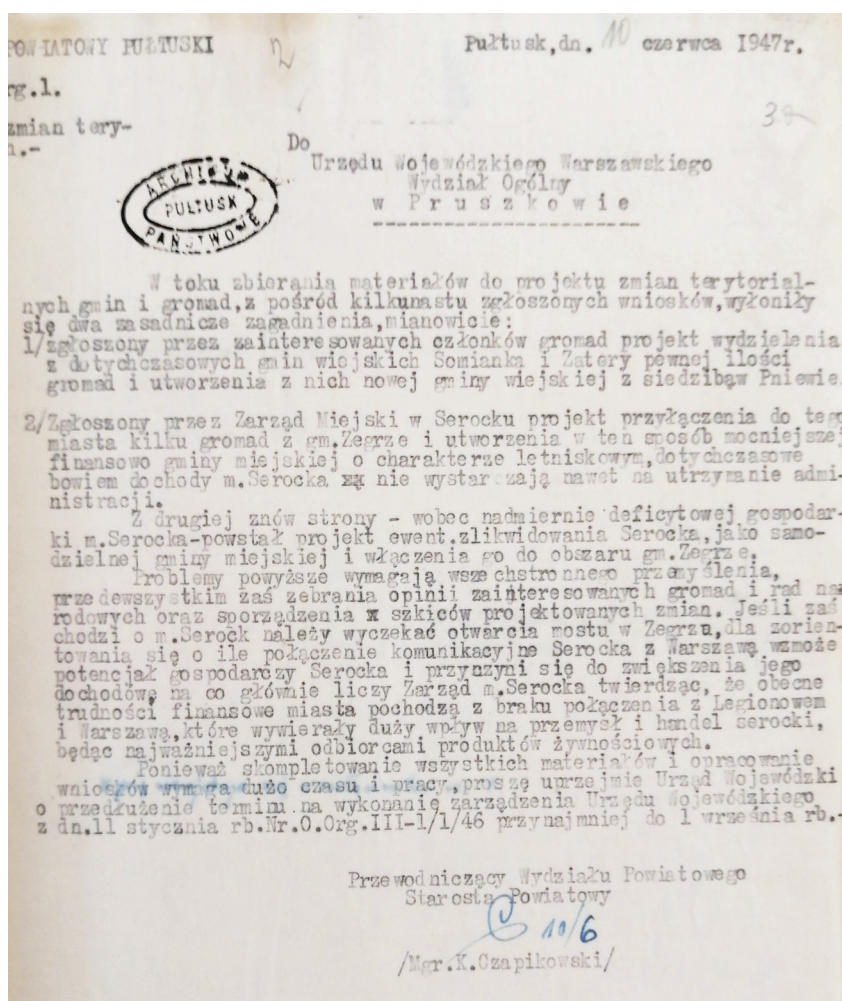 POWIATOWY PUŁTUSKI
2
Pułtusk,dn. 10 czerwca 1947r.
rg.1.
zmian tery-
Do
Urzędu Wojewódzkiego Warszawskiego
Wydział Ogólny
w Pruszkowie
ARCHIWUM
PUŁTUSK
PAŃSTWOWE
W toku zbierania materiałów do projektu zmian terytorial-
nych gmin i gromad,z pośród kilkunastu zgłoszonych wniosków,wyłoniły
się dwa zasadnicze zagadnienia,mianowicie:
1/zgłoszony przez zainteresowanych członków gromad projekt wydzielenia
z dotychczasowych gmin wiejskich Somianka i Zatery pewnej ilości
gromad i utworzenia z nich nowej gminy wiejskiej z siedzibąw Pniewie.
2/Zgłoszony przez Zarząd Miejski w Serocku projekt przyłączenia do tego
miasta kilku gromad z gm.Zegrze i utworzenia w ten sposób mocniejszej
finansowo gminy miejskiej o charakterze letniskowym,dotychczasowe
bowiem dochody m.Serocka xx nie wystarczają nawet na utrzymanie admi-
nistracji.
Z drugiej znów strony - wobec nadmiernie deficytowej gospodar-
ki m.Serocka-powstał projekt ewent.zlikwidowania Serocka,jako samo-
dzielnej gminy miejskiej i włączenia go do obszaru gm.Zegrze.
Problemy powyższe wymagają wszechstronnego przemyślenia,
przedewszystkim zaś zebrania opinii zainteresowanych gromad i rad na-
rodowych oraz sporządzenia x szkiców projektowanych zmian. Jeśli zaś
chodzi o m.Serock należy wyczekać otwarcia mostu w Zegrzu,dla zorien-
towania się o ile połączenie komunikacyjne Serocka z Warszawą wzmoże
potencjał gospodarczy Serocka i przyczyni się do zwiększenia jego
dochodówę na co głównie liczy Zarząd m.Serocka twierdząc, że obecne
trudności finansowe miasta pochodzą z braku połączenia z Legionowem
i Warszawą,które wywierały duży wpływ na przemysł i handel serocki,
będąc najważniejszymi odbiorcami produktów żywnościowych.
Ponieważ skompletowanie wszystkich materiałów i opracowanie
wniosków wymaga dużo czasu i pracy,proszę uprzejmie Urząd Wojewódzki
o przedłużenie terminu na wykonanie zarządzenia Urzędu Wojewódzkiego
z dn.11 stycznia rb.Nr.O.Org.III-1/1/46 przynajmniej do 1 września rb.-
Przewodniczący Wydziału Powiatowego
Starosta Powiatowy
10/6
/Mgr.K.Czapikowski/